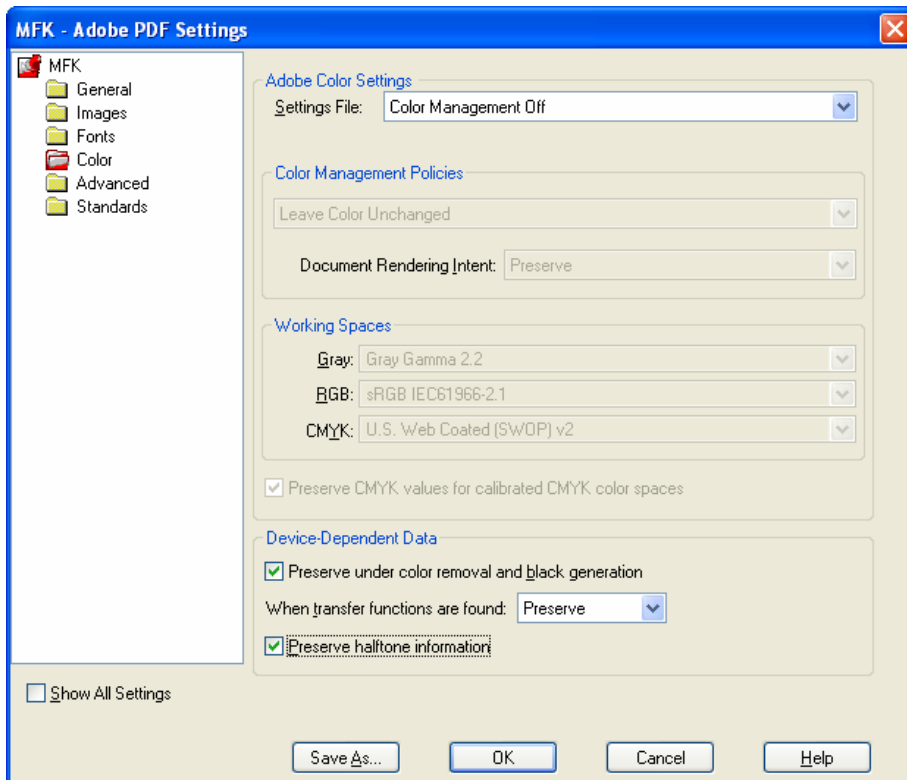 MFK - Adobe PDF Settings
MFK
General
Images
Fonts
Color
Advanced
Standards
Show All Settings
Adobe Color Settings
Settings File: Color Management Off
Color Management Policies
Leave Color Unchanged
Document Rendering Intent: Preserve
Working Spaces
Gray: Gray Gamma 2.2
RGB: sRGB IEC61966-2.1
CMYK: U.S. Web Coated (SWOP) v2
Preserve CMYK values for calibrated CMYK color spaces
Device-Dependent Data
Preserve under color removal and black generation
When transfer functions are found: Preserve
Preserve halftone information
Save As... OK Cancel Help